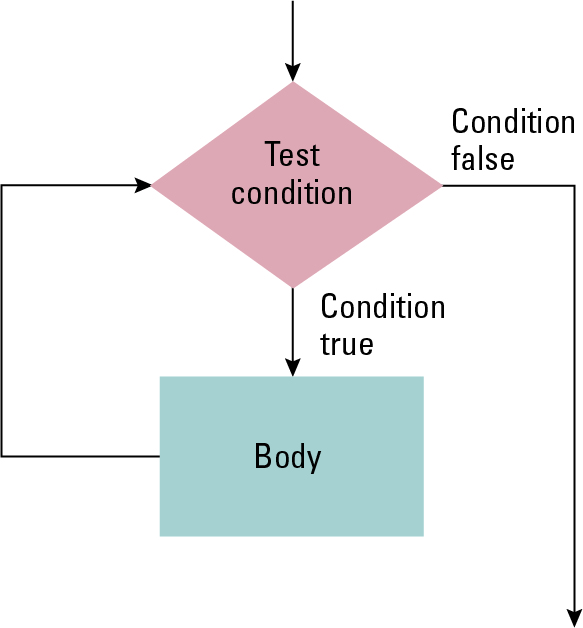 Test
condition
Condition
false
Condition
true
Body